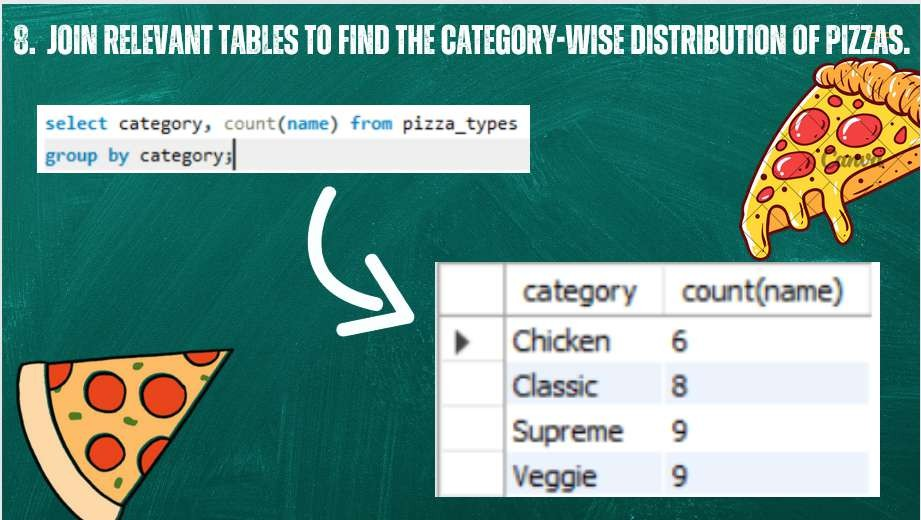 8. JOIN RELEVANT TABLES TO FIND THE CATEGORY-WISE DISTRIBUTION OF PIZZAS.
select category, count(name) from pizza_types
group by category;
Canva
category count(name)
Chicken 6
Classic 8
Supreme 9
Veggie 9